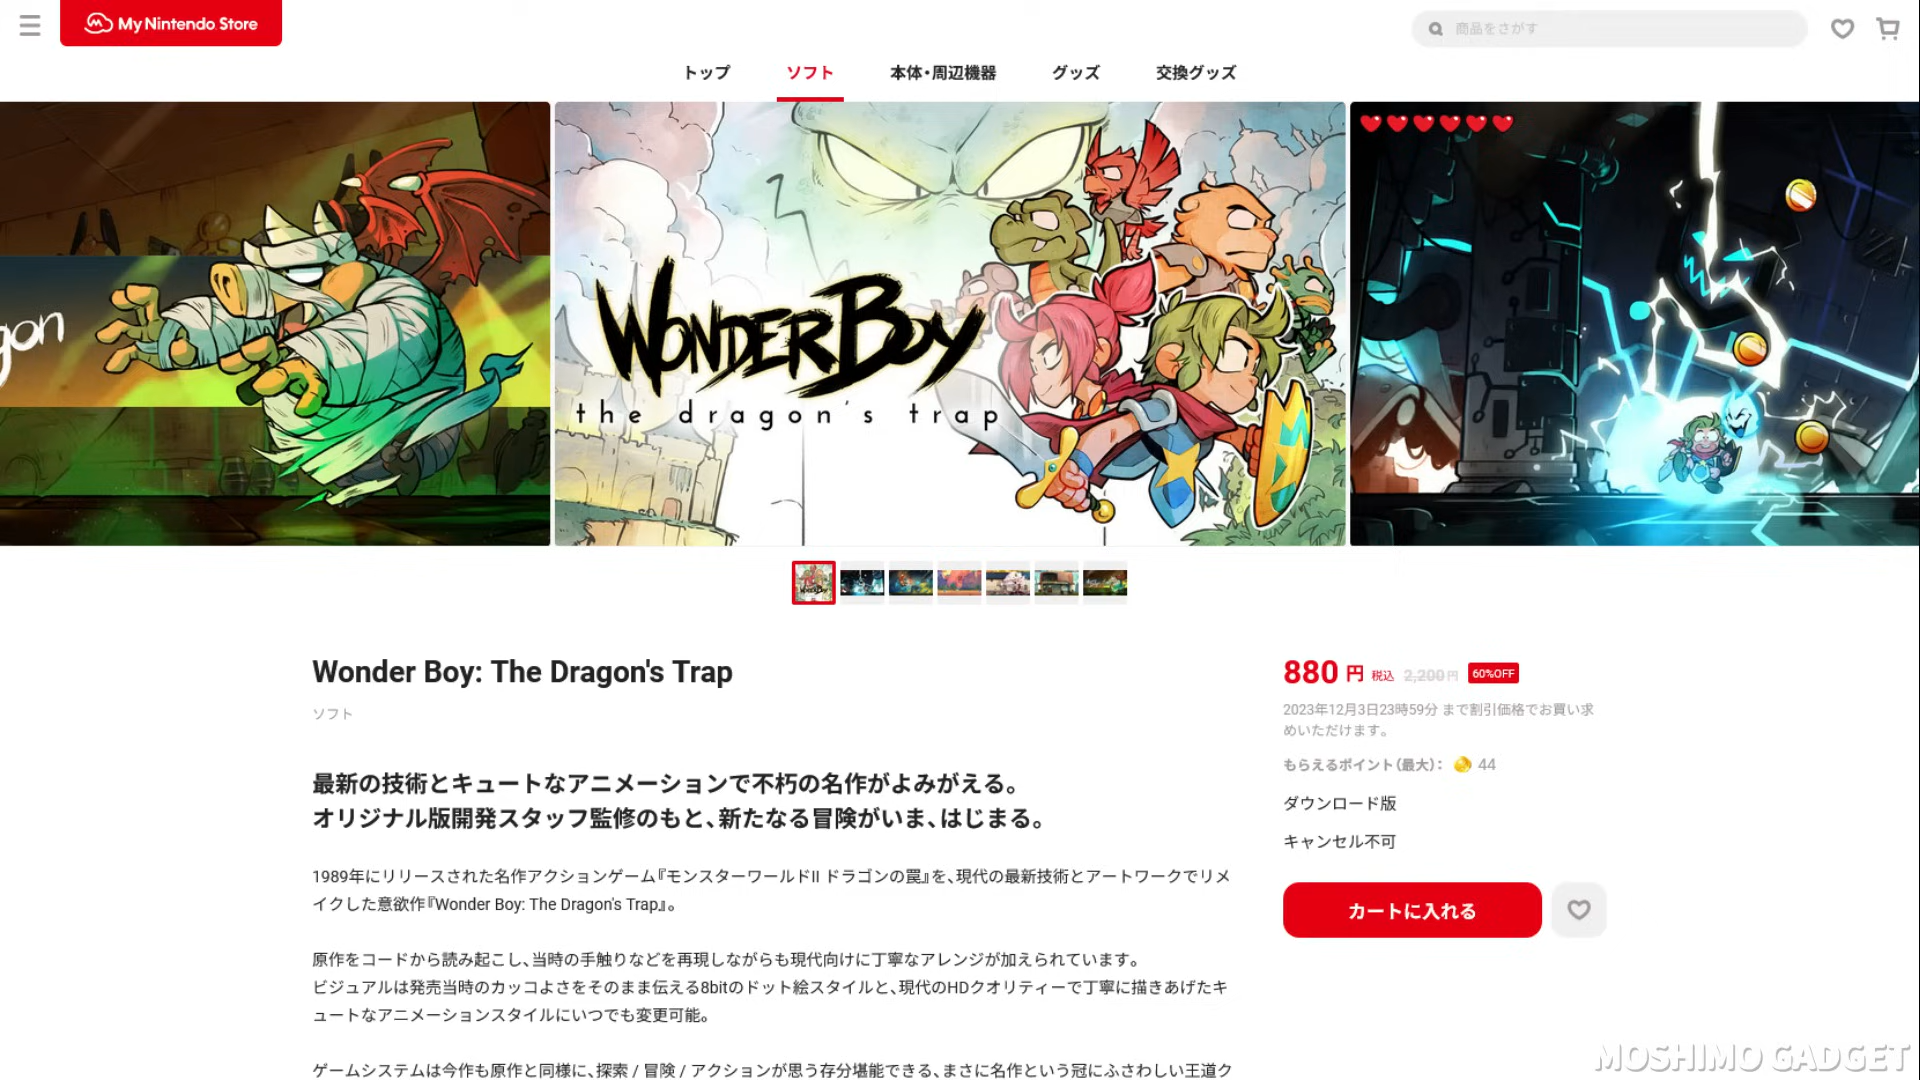 My Nintendo Store
商品をさがす
トップ
ソフト
本体・周辺機器
グッズ
交換グッズ
gon
WONDER BOY
the dragon's trap
Wonder Boy: The Dragon's Trap
ソフト
最新の技術とキュートなアニメーションで不朽の名作がよみがえる。
オリジナル版開発スタッフ監修のもと、新たなる冒険がいま、はじまる。
1989年にリリースされた名作アクションゲーム『モンスターワールドII ドラゴンの罠』を、現代の最新技術とアートワークでリメ
イクした意欲作『Wonder Boy: The Dragon's Trap』。
原作をコードから読み起こし、当時の手触りなどを再現しながらも現代向けに丁寧なアレンジが加えられています。
ビジュアルは発売当時のカッコよさをそのまま伝える8bitのドット絵スタイルと、現代のHDクオリティーで丁寧に描きあげたキ
ュートなアニメーションスタイルにいつでも変更可能。
ゲームシステムは今作も原作と同様に、探索 / 冒険 / アクションが思う存分堪能できる、まさに名作という冠にふさわしい王道ク
880 円 税込 2,200円 60%OFF
2023年12月3日23時59分 まで割引価格でお買い求
めいただけます。
もらえるポイント（最大）： 44
ダウンロード版
キャンセル不可
カートに入れる
MOSHIMO GADGET